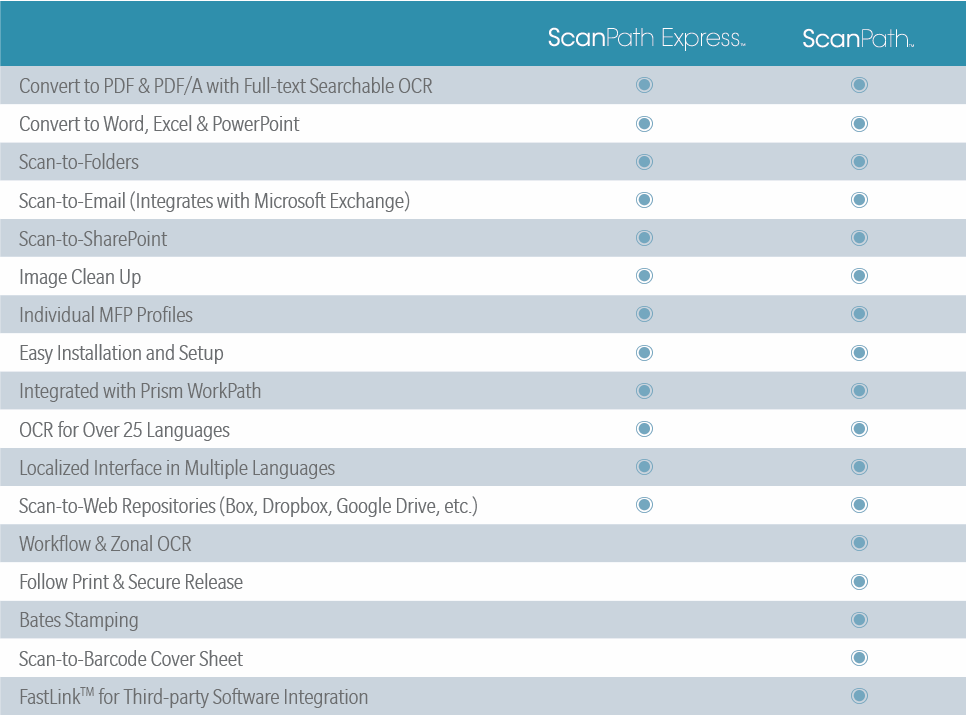 ScanPath Express™ ScanPath™
Convert to PDF & PDF/A with Full-text Searchable OCR
Convert to Word, Excel & PowerPoint
Scan-to-Folders
Scan-to-Email (Integrates with Microsoft Exchange)
Scan-to-SharePoint
Image Clean Up
Individual MFP Profiles
Easy Installation and Setup
Integrated with Prism WorkPath
OCR for Over 25 Languages
Localized Interface in Multiple Languages
Scan-to-Web Repositories (Box, Dropbox, Google Drive, etc.)
Workflow & Zonal OCR
Follow Print & Secure Release
Bates Stamping
Scan-to-Barcode Cover Sheet
FastLink™ for Third-party Software Integration